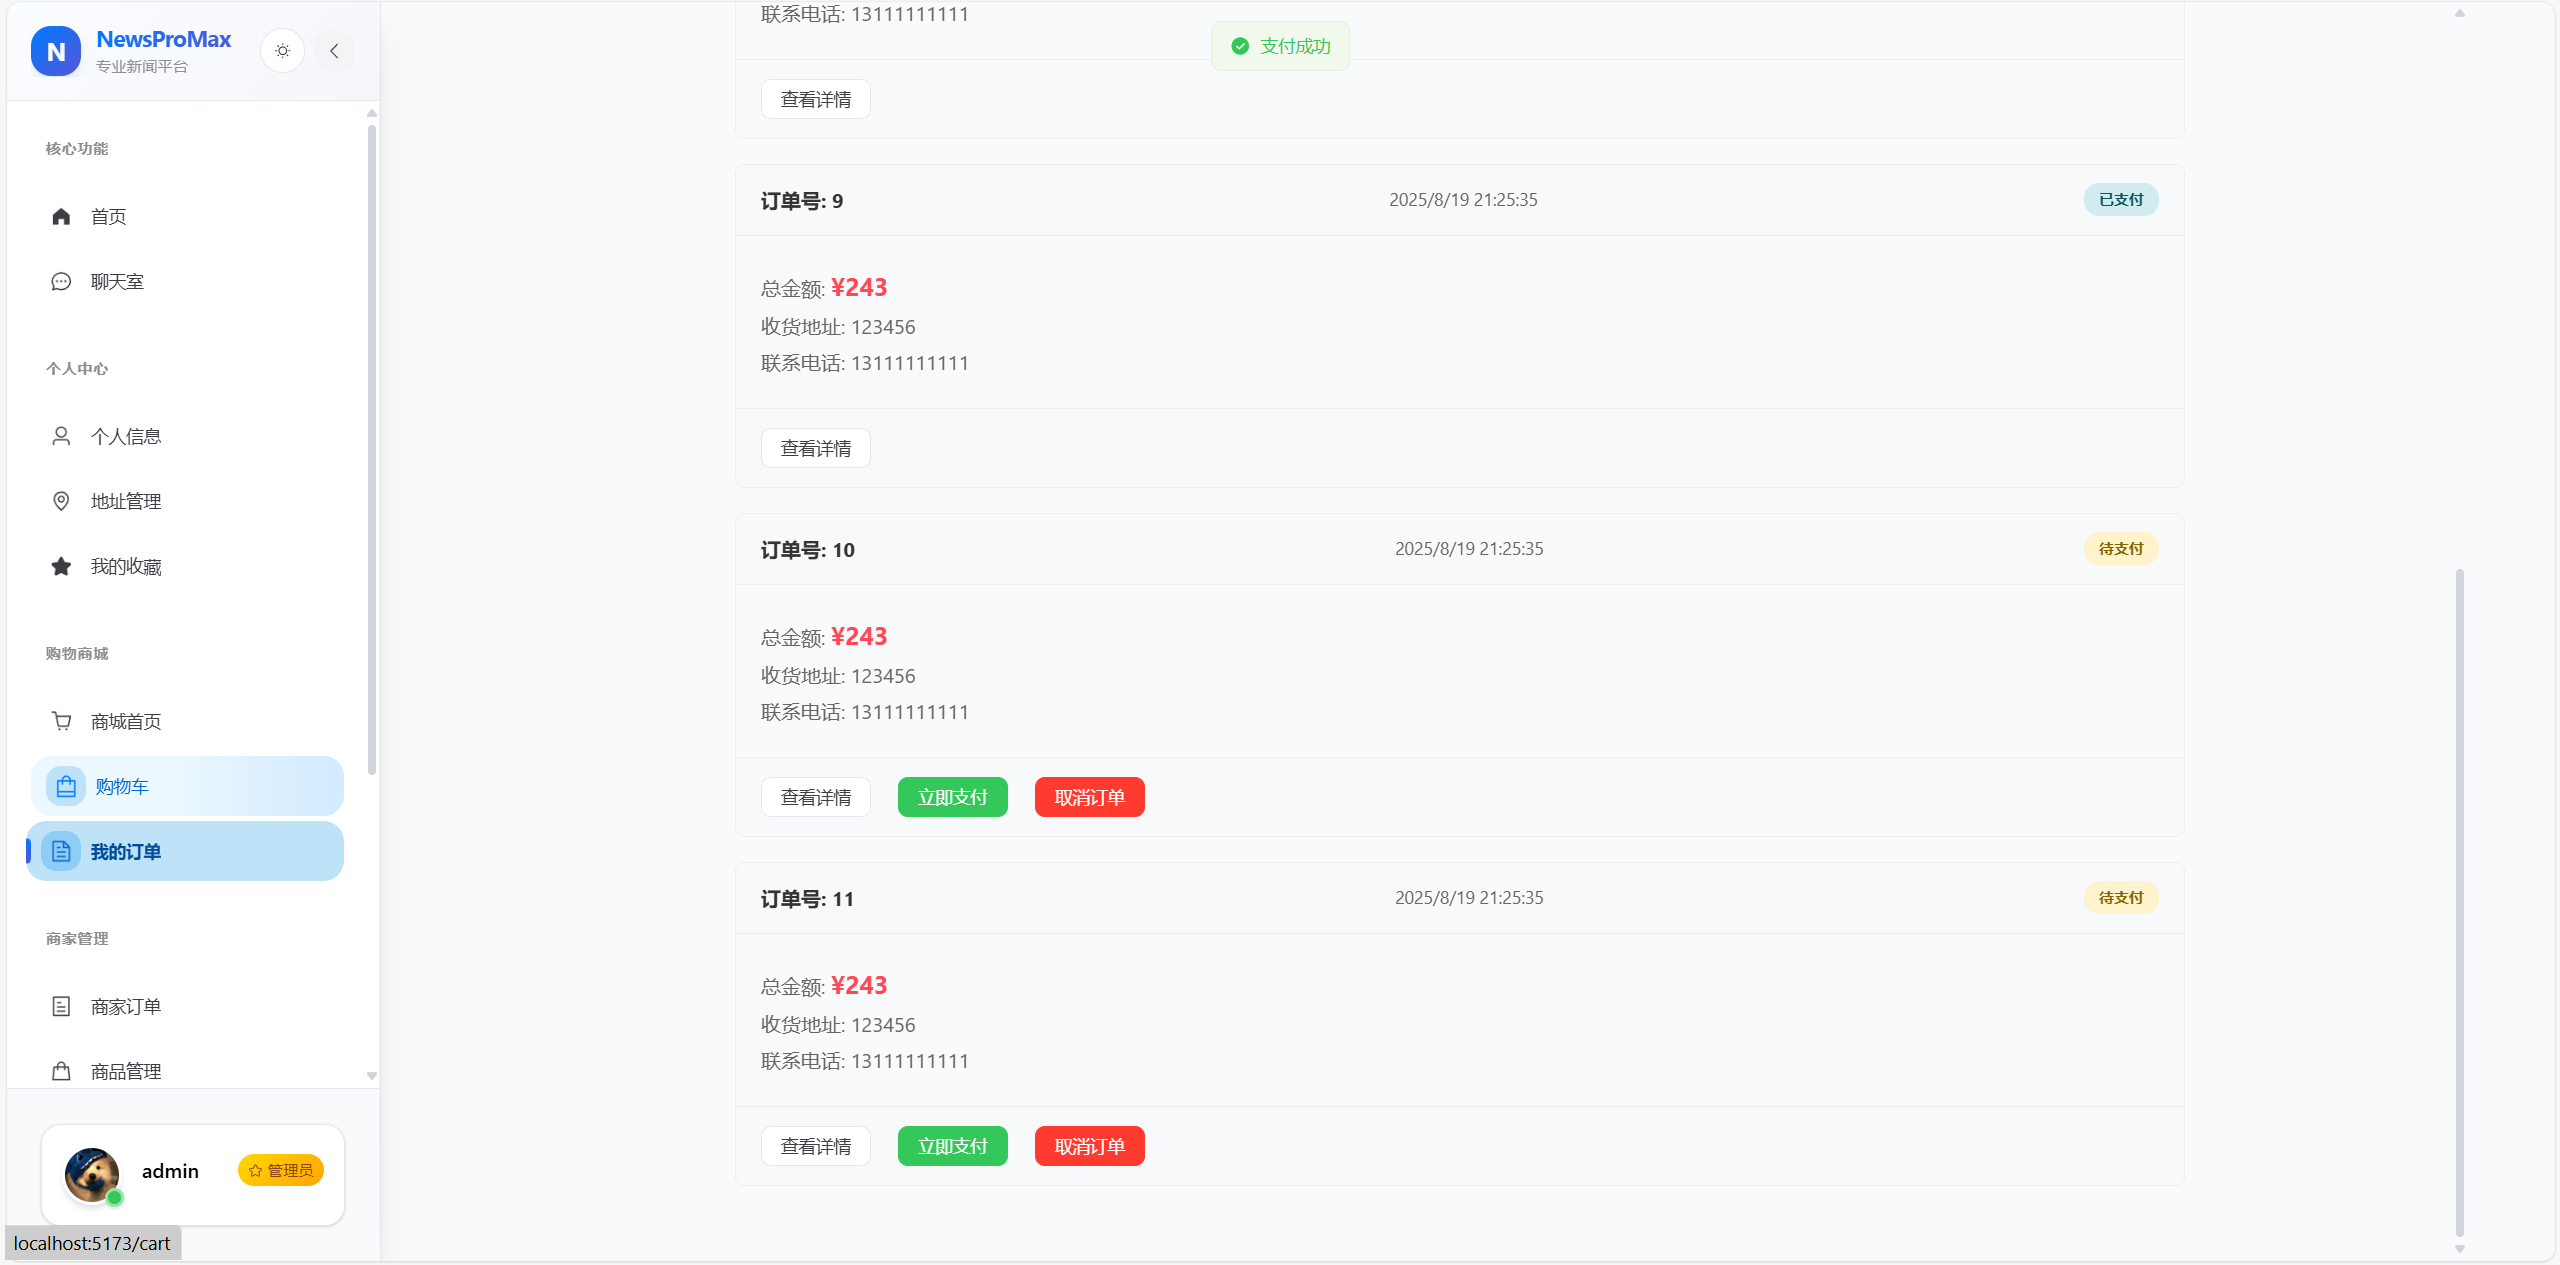 N
NewsProMax
专业新闻平台
核心功能
首页
聊天室
个人中心
个人信息
地址管理
我的收藏
购物商城
商城首页
购物车
我的订单
商家管理
商家订单
商品管理
admin
管理员
localhost:5173/cart
联系电话: 13111111111
支付成功
查看详情
订单号: 9
2025/8/19 21:25:35
已支付
总金额: ¥243
收货地址: 123456
联系电话: 13111111111
查看详情
订单号: 10
2025/8/19 21:25:35
待支付
总金额: ¥243
收货地址: 123456
联系电话: 13111111111
查看详情
立即支付
取消订单
订单号: 11
2025/8/19 21:25:35
待支付
总金额: ¥243
收货地址: 123456
联系电话: 13111111111
查看详情
立即支付
取消订单